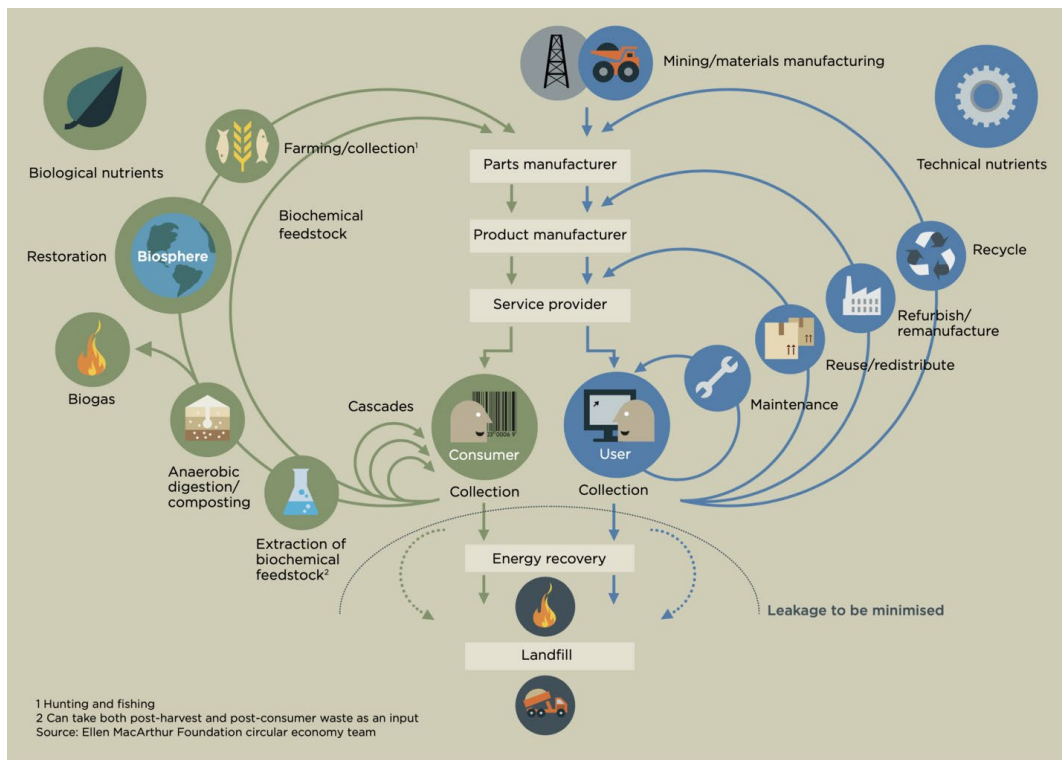 Mining/materials manufacturing
Biological nutrients
Farming/collection¹
Technical nutrients
Parts manufacturer
Biochemical
feedstock
Product manufacturer
Restoration
Biosphere
Recycle
Service provider
Refurbish/
remanufacture
Reuse/redistribute
Biogas
Cascades
Maintenance
Consumer
User
Anaerobic
digestion/
composting
Collection
Collection
Extraction of
biochemical
feedstock²
Energy recovery
Leakage to be minimised
Landfill
1 Hunting and fishing
2 Can take both post-harvest and post-consumer waste as an input
Source: Ellen MacArthur Foundation circular economy team